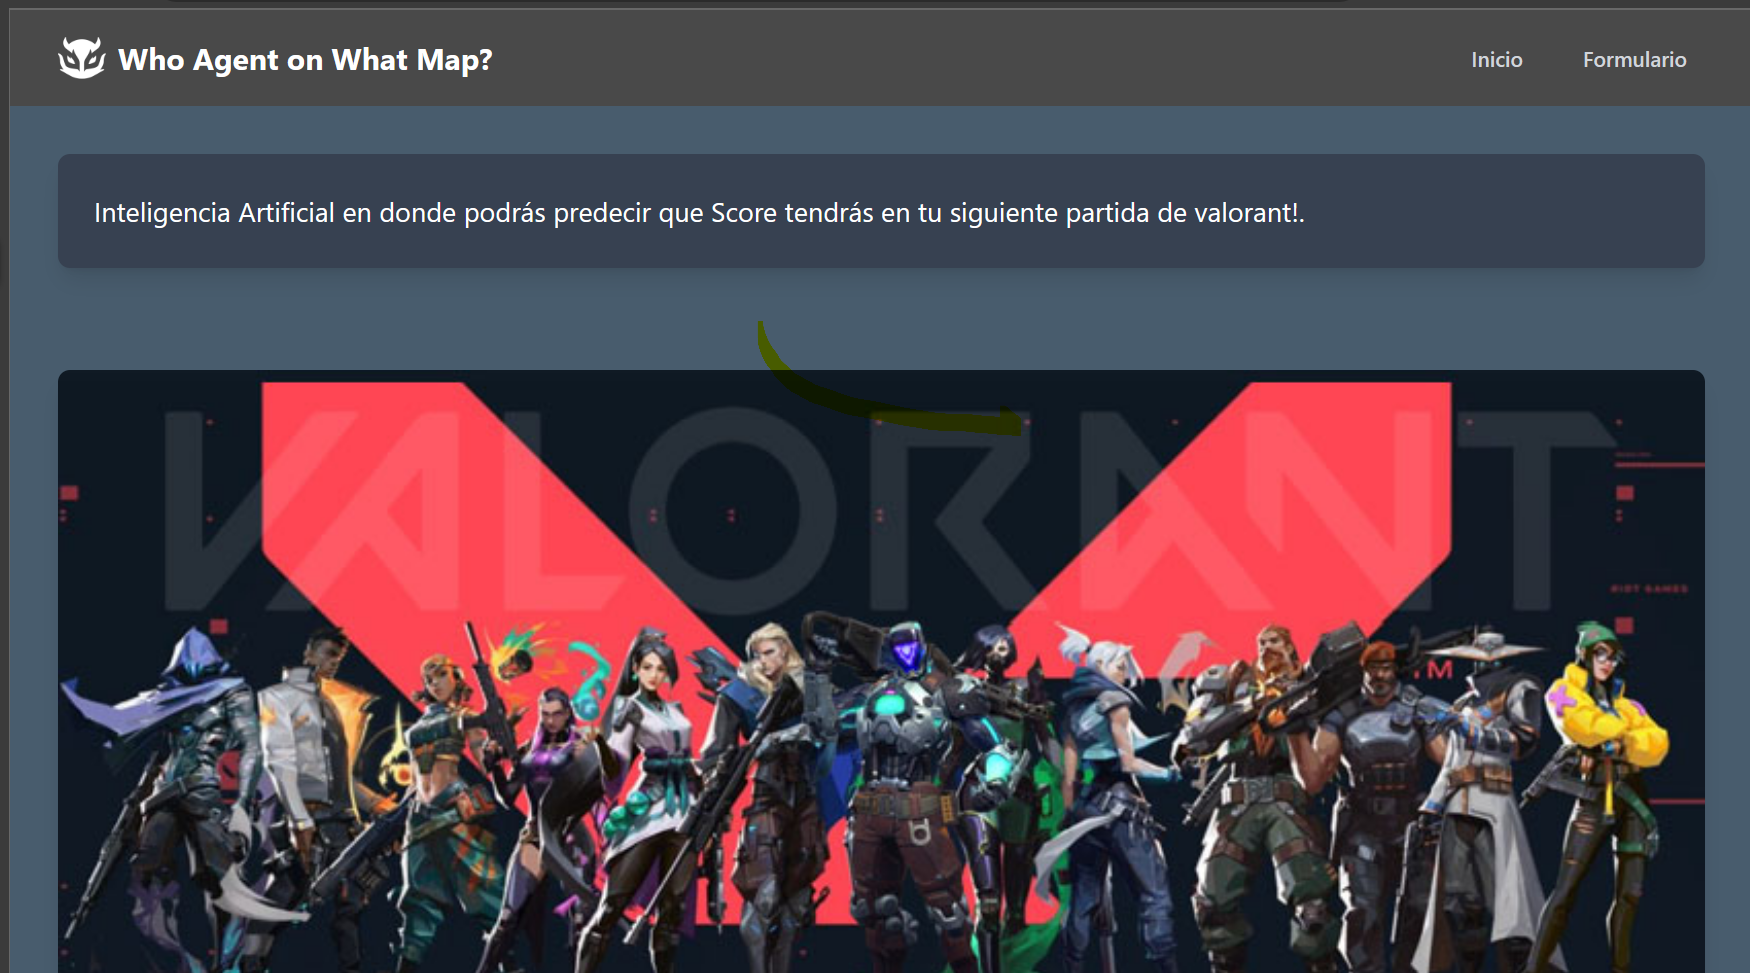 Who Agent on What Map?
Inicio
Formulario
Inteligencia Artificial en donde podrás predecir que Score tendrás en tu siguiente partida de valorant!.
VALORANT
RIOT GAMES
TM